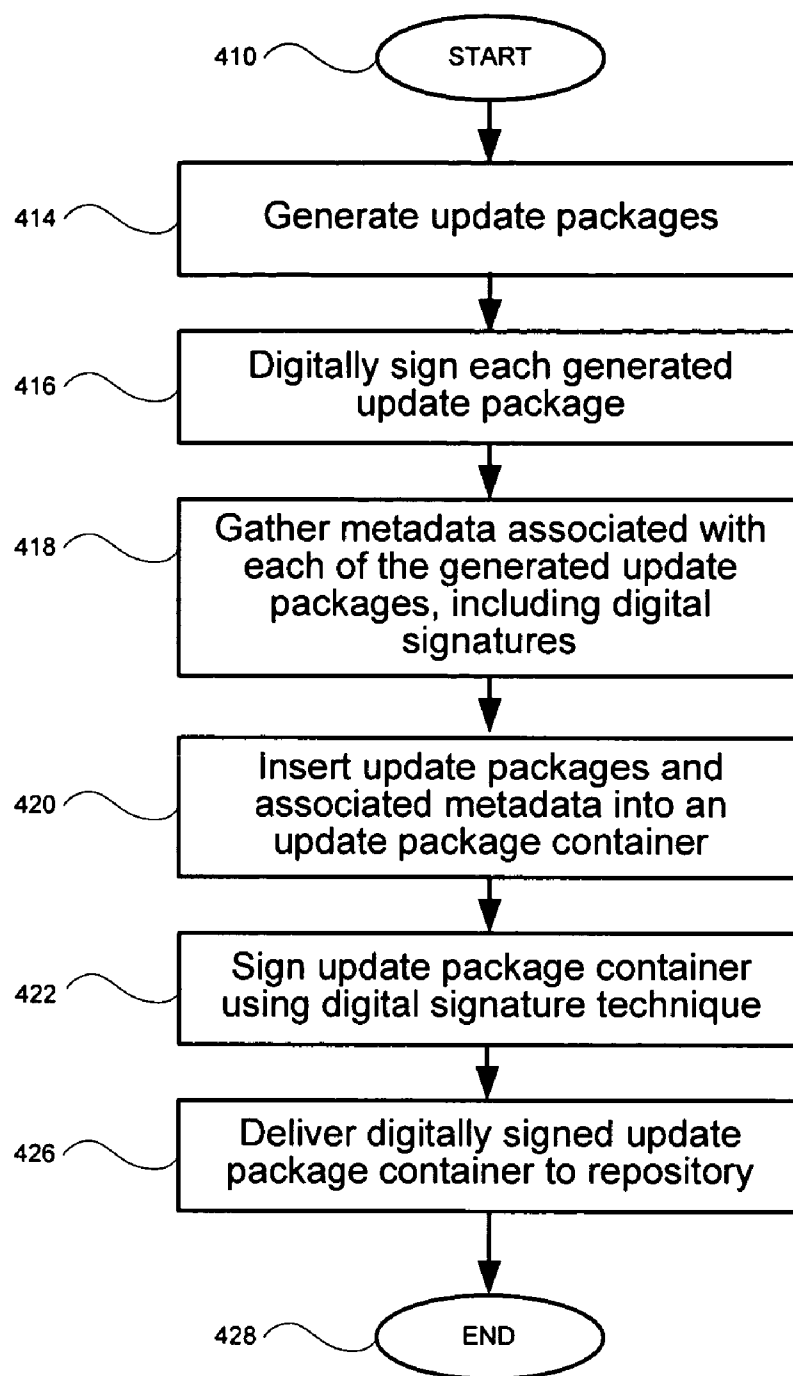 410
START
414
Generate update packages
416
Digitally sign each generated
update package
418
Gather metadata associated with
each of the generated update
packages, including digital
signatures
420
Insert update packages and
associated metadata into an
update package container
422
Sign update package container
using digital signature technique
426
Deliver digitally signed update
package container to repository
428
END